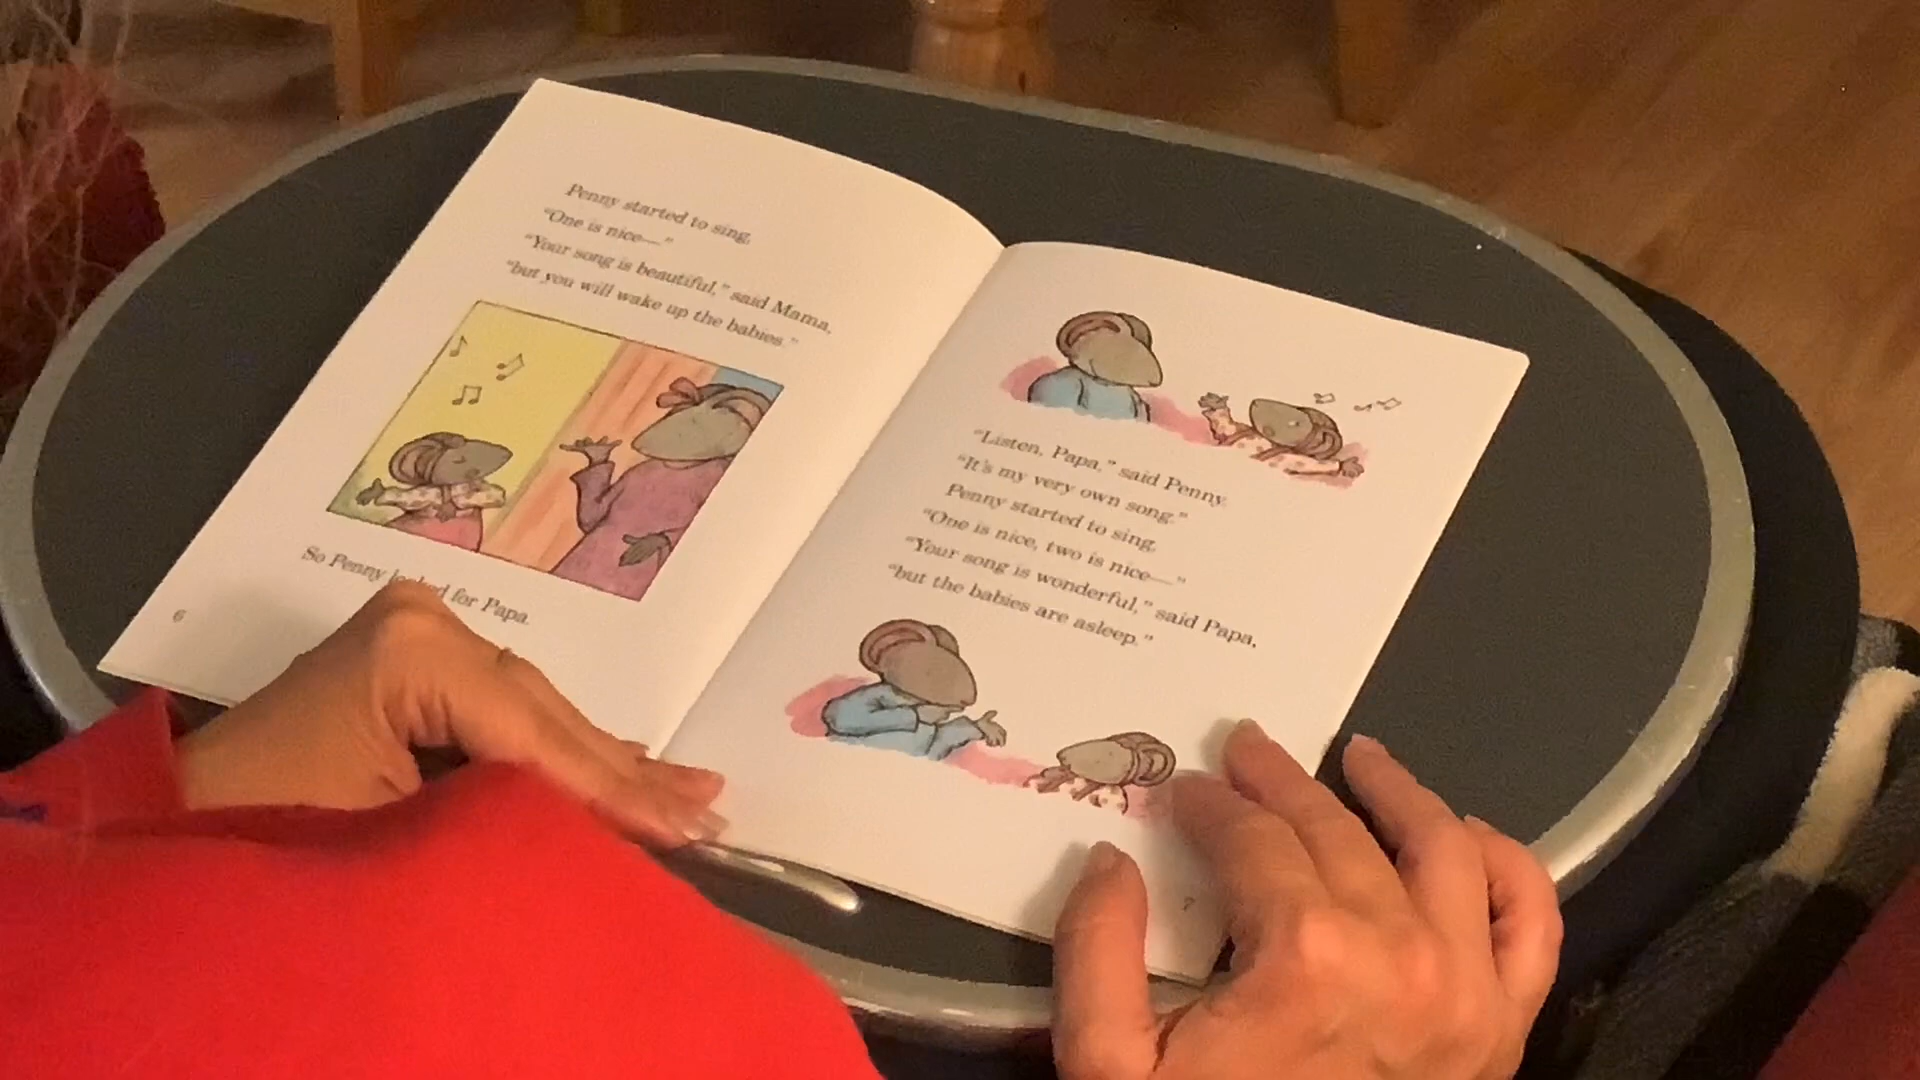 Penny started to sing,
"One is nice—"
"Your song is beautiful," said Mama,
"but you will wake up the babies."
So Penny looked for Papa.
6
"Listen, Papa," said Penny.
"It's my very own song."
Penny started to sing,
"One is nice, two is nice—"
"Your song is wonderful," said Papa,
"but the babies are asleep."
7